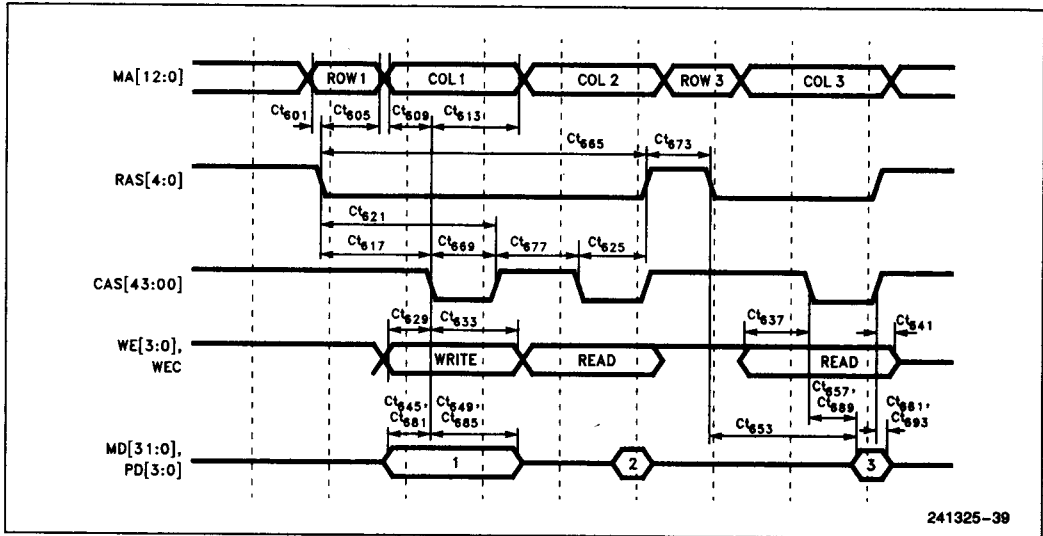 MA[12:0]
ROW 1
COL 1
COL 2
ROW 3
COL 3
Ct601
Ct605
Ct609
Ct613
Ct665
Ct673
RAS[4:0]
Ct621
Ct617
Ct669
Ct677
Ct625
CAS[43:00]
Ct629
Ct633
Ct637
Ct641
WE[3:0],
WEC
WRITE
READ
READ
Ct645,
Ct681
Ct649,
Ct685
Ct657,
Ct689
Ct661,
Ct693
Ct653
MD[31:0],
PD[3:0]
1
2
3
241325-39